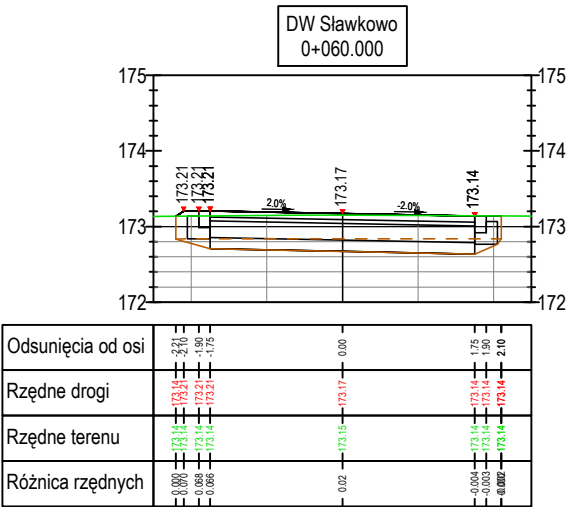 DW Sławkowo
0+060.000
175 175
174 174
173 173
172 172
173.21 173.21 173.21 173.17 173.14
2.0% -2.0%
Odsunięcia od osi -2.21 -2.10 -1.90 -1.75 0.00 1.75 1.90 2.10
Rzędne drogi 173.14 173.21 173.21 173.21 173.17 173.14 173.14 173.14
Rzędne terenu 173.14 173.14 173.14 173.14 173.15 173.14 173.14 173.14
Różnica rzędnych 0.000 0.070 0.068 0.066 0.02 -0.004 -0.003